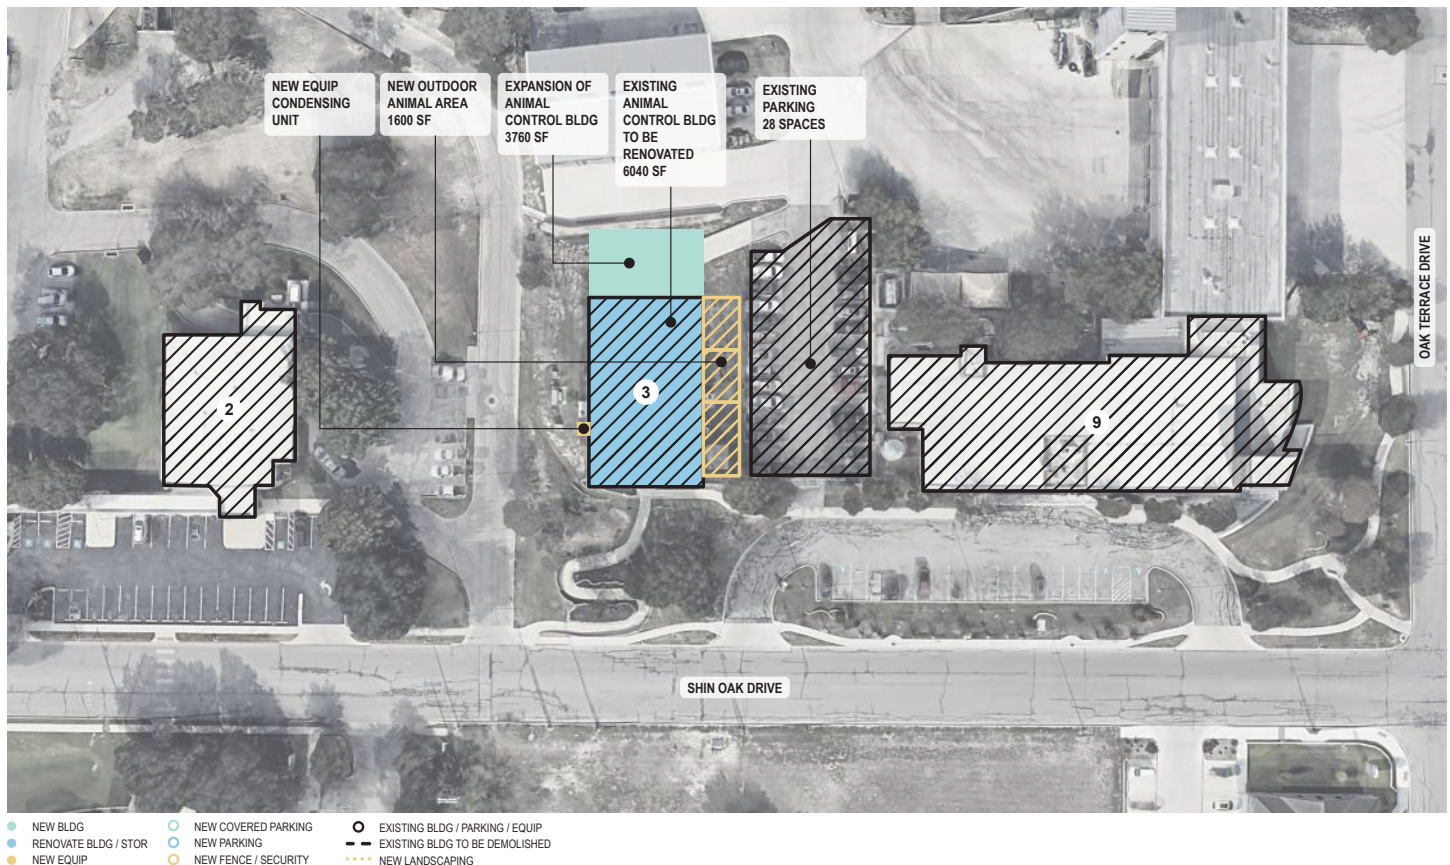 NEW EQUIP
CONDENSING
UNIT
NEW OUTDOOR
ANIMAL AREA
1600 SF
EXPANSION OF
ANIMAL
CONTROL BLDG
3760 SF
EXISTING
ANIMAL
CONTROL BLDG
TO BE
RENOVATED
6040 SF
EXISTING
PARKING
28 SPACES
OAK TERRACE DRIVE
2
3
9
SHIN OAK DRIVE
NEW BLDG
RENOVATE BLDG / STOR
NEW EQUIP
NEW COVERED PARKING
NEW PARKING
NEW FENCE / SECURITY
EXISTING BLDG / PARKING / EQUIP
EXISTING BLDG TO BE DEMOLISHED
NEW LANDSCAPING